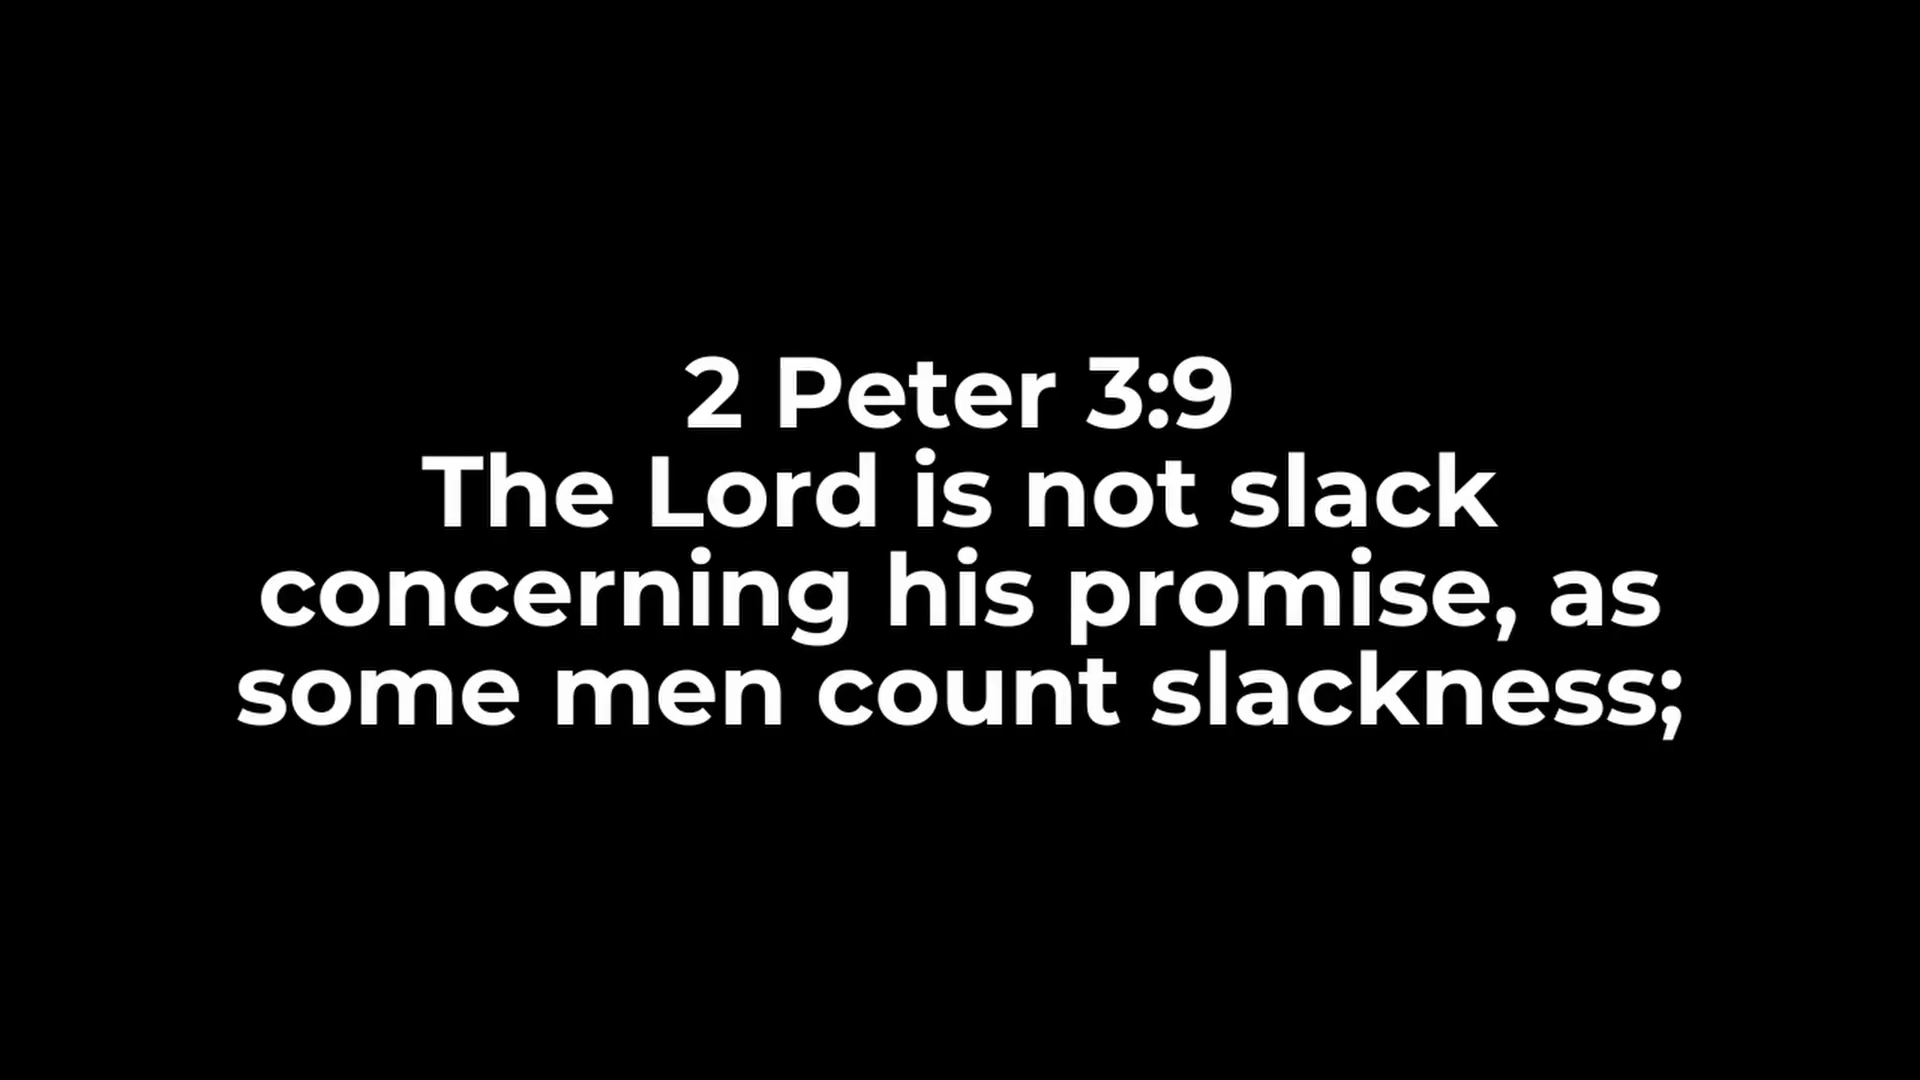 2 Peter 3:9
The Lord is not slack
concerning his promise, as
some men count slackness;